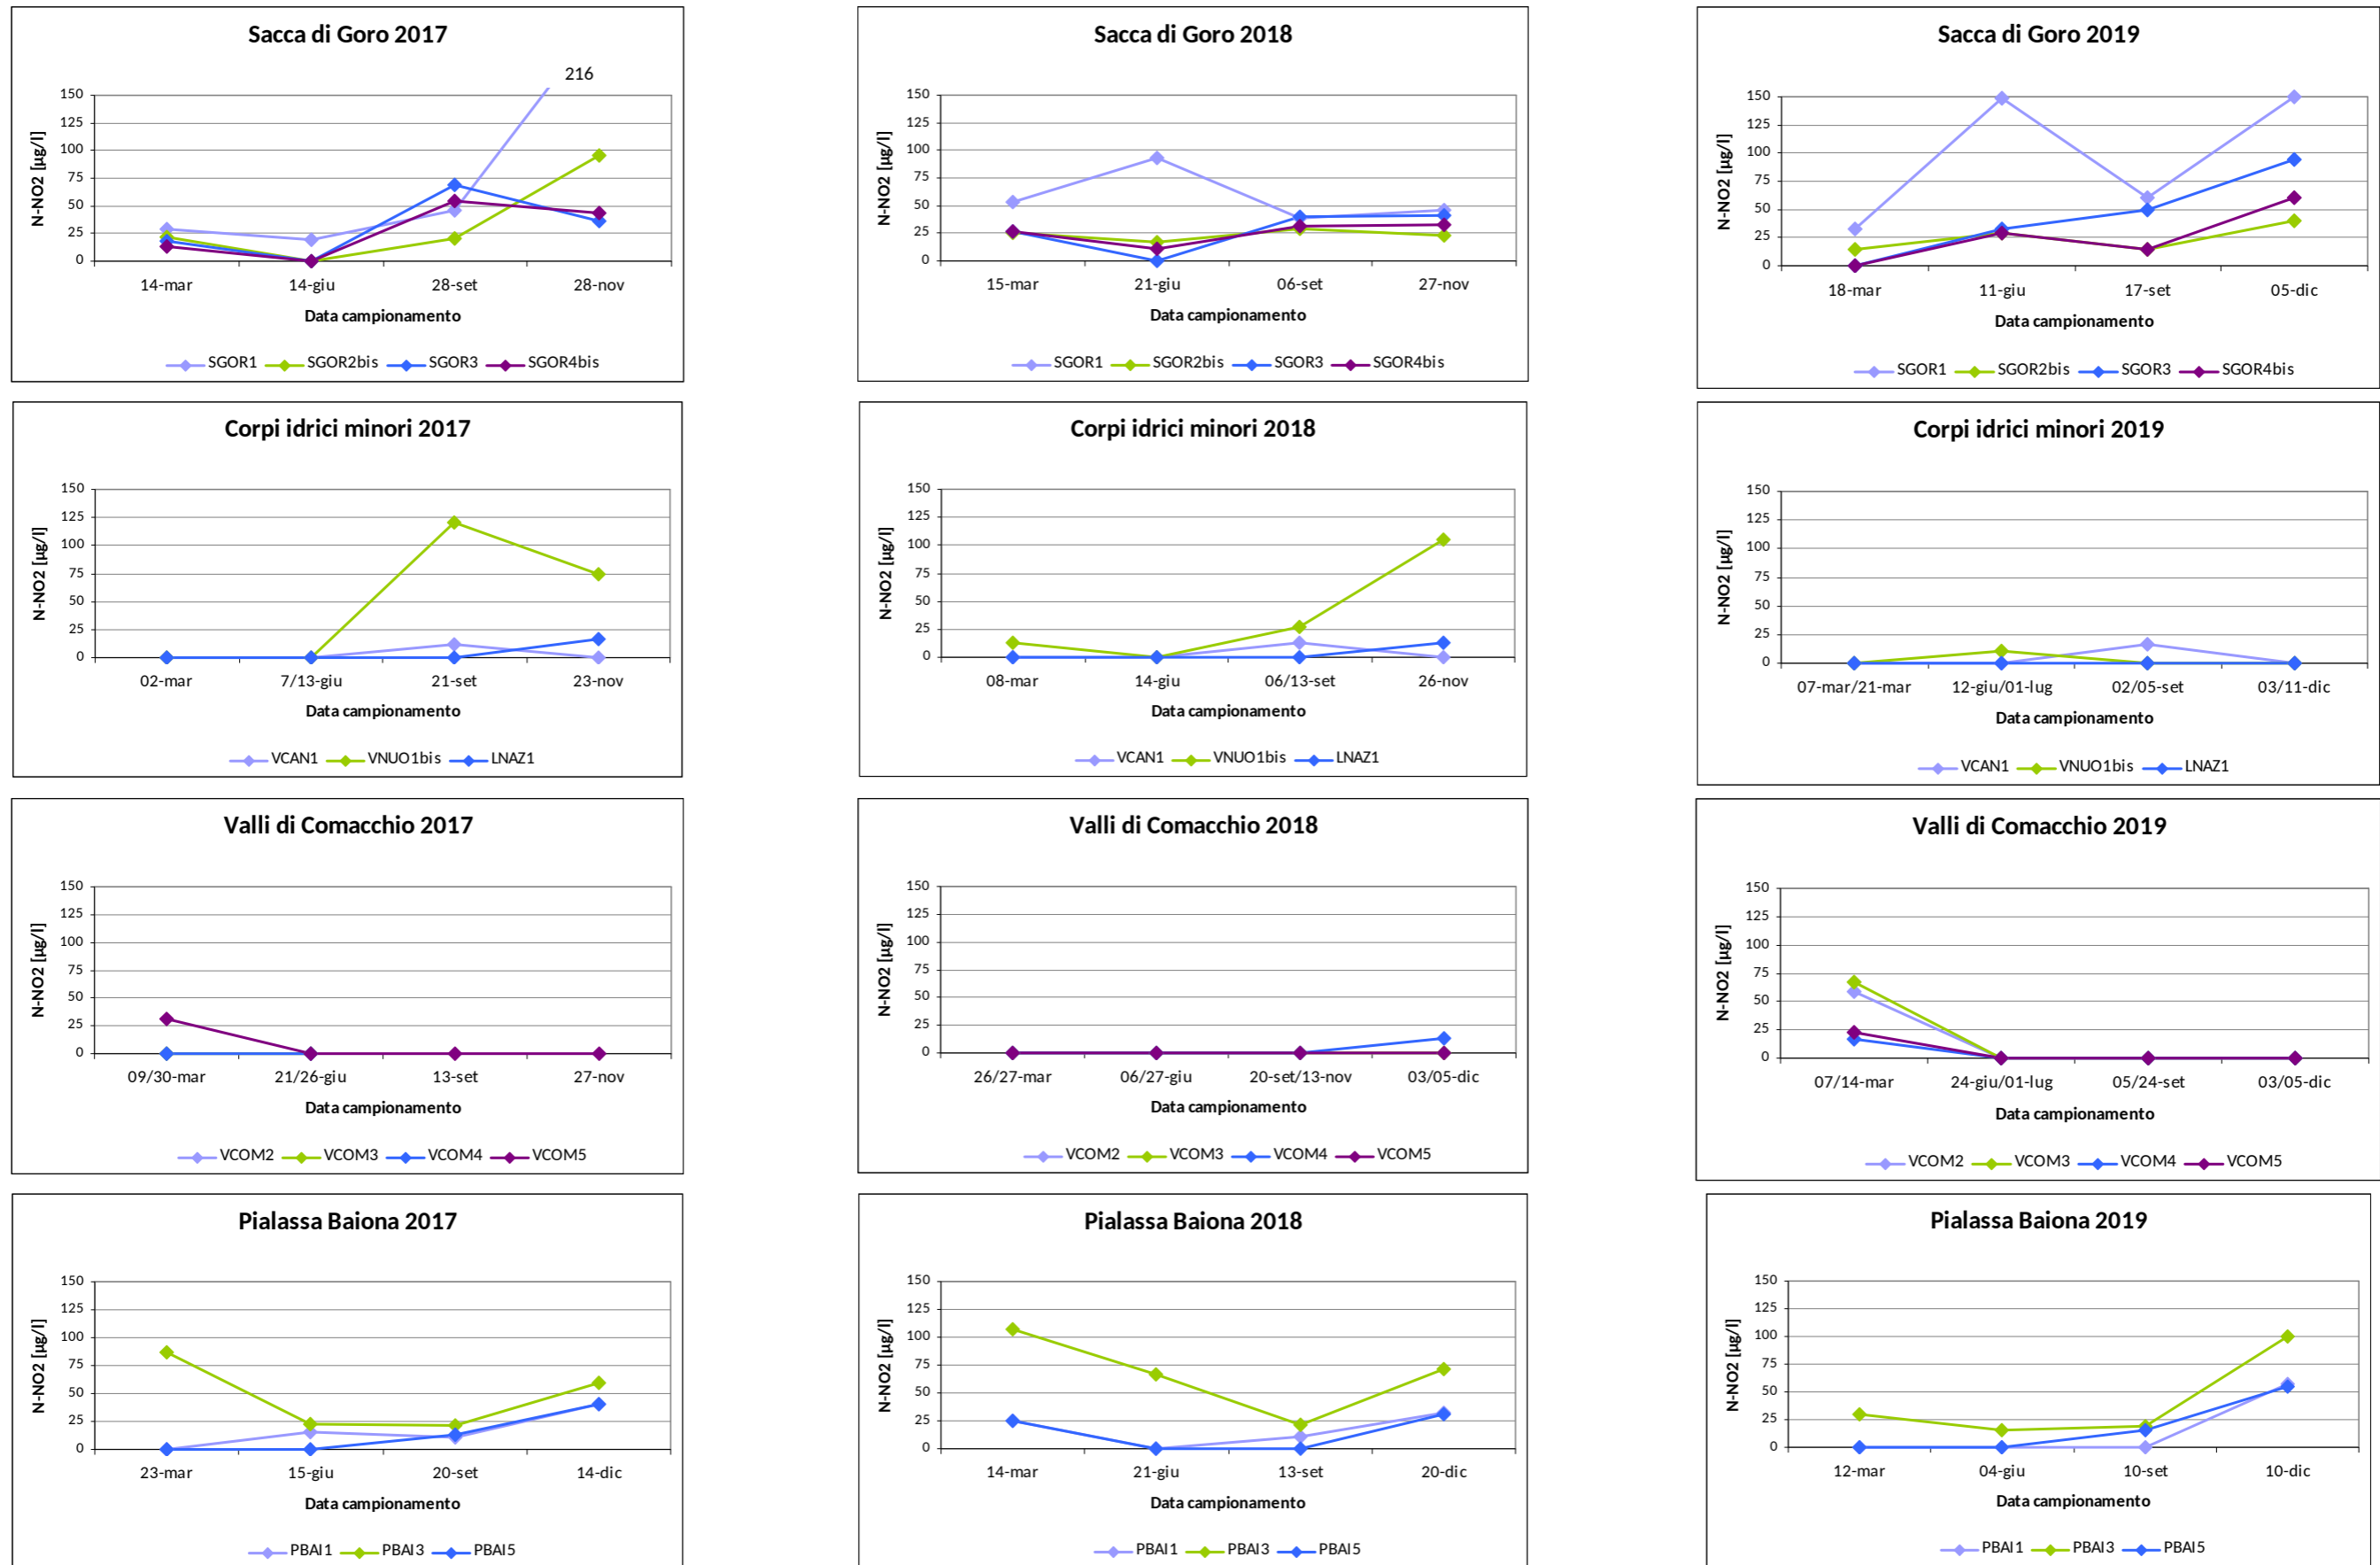 Sacca di Goro 2017
216
N-NO2 [µg/l]
150
125
100
75
50
25
0
14-mar 14-giu 28-set 28-nov
Data campionamento
SGOR1 SGOR2bis SGOR3 SGOR4bis
Sacca di Goro 2018
N-NO2 [µg/l]
150
125
100
75
50
25
0
15-mar 21-giu 06-set 27-nov
Data campionamento
SGOR1 SGOR2bis SGOR3 SGOR4bis
Sacca di Goro 2019
N-NO2 [µg/l]
150
125
100
75
50
25
0
18-mar 11-giu 17-set 05-dic
Data campionamento
SGOR1 SGOR2bis SGOR3 SGOR4bis
Corpi idrici minori 2017
N-NO2 [µg/l]
150
125
100
75
50
25
0
02-mar 7/13-giu 21-set 23-nov
Data campionamento
VCAN1 VNUO1bis LNAZ1
Corpi idrici minori 2018
N-NO2 [µg/l]
150
125
100
75
50
25
0
08-mar 14-giu 06/13-set 26-nov
Data campionamento
VCAN1 VNUO1bis LNAZ1
Corpi idrici minori 2019
N-NO2 [µg/l]
150
125
100
75
50
25
0
07-mar/21-mar 12-giu/01-lug 02/05-set 03/11-dic
Data campionamento
VCAN1 VNUO1bis LNAZ1
Valli di Comacchio 2017
N-NO2 [µg/l]
150
125
100
75
50
25
0
09/30-mar 21/26-giu 13-set 27-nov
Data campionamento
VCOM2 VCOM3 VCOM4 VCOM5
Valli di Comacchio 2018
N-NO2 [µg/l]
150
125
100
75
50
25
0
26/27-mar 06/27-giu 20-set/13-nov 03/05-dic
Data campionamento
VCOM2 VCOM3 VCOM4 VCOM5
Valli di Comacchio 2019
N-NO2 [µg/l]
150
125
100
75
50
25
0
07/14-mar 24-giu/01-lug 05/24-set 03/05-dic
Data campionamento
VCOM2 VCOM3 VCOM4 VCOM5
Pialassa Baiona 2017
N-NO2 [µg/l]
150
125
100
75
50
25
0
23-mar 15-giu 20-set 14-dic
Data campionamento
PBAI1 PBAI3 PBAI5
Pialassa Baiona 2018
N-NO2 [µg/l]
150
125
100
75
50
25
0
14-mar 21-giu 13-set 20-dic
Data campionamento
PBAI1 PBAI3 PBAI5
Pialassa Baiona 2019
N-NO2 [µg/l]
150
125
100
75
50
25
0
12-mar 04-giu 10-set 10-dic
Data campionamento
PBAI1 PBAI3 PBAI5